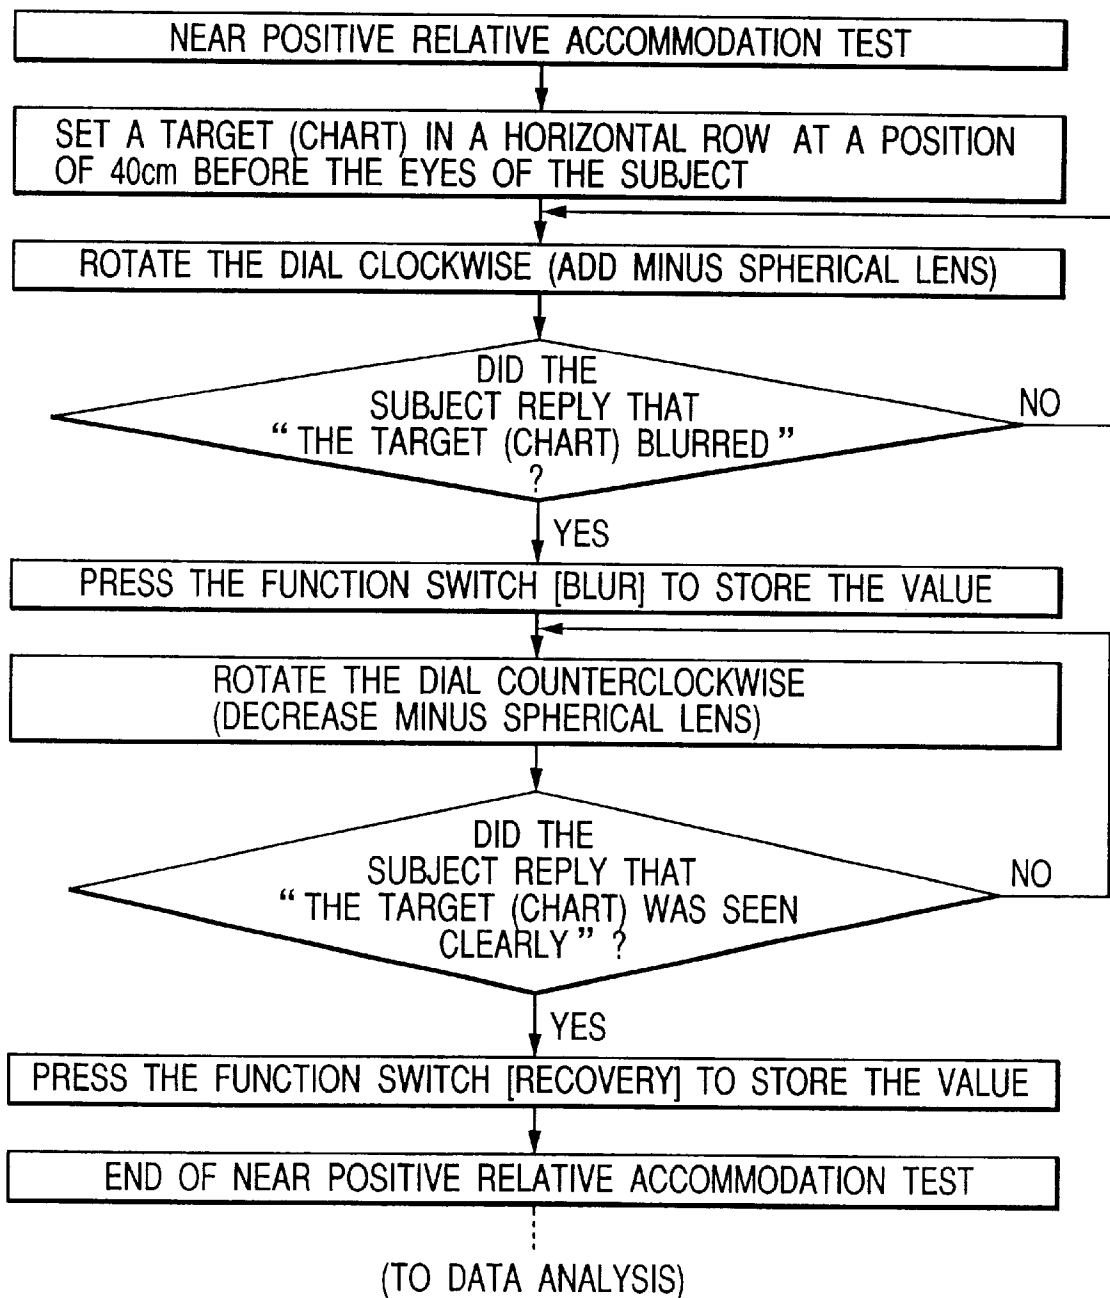 NEAR POSITIVE RELATIVE ACCOMMODATION TEST
SET A TARGET (CHART) IN A HORIZONTAL ROW AT A POSITION
OF 40cm BEFORE THE EYES OF THE SUBJECT
ROTATE THE DIAL CLOCKWISE (ADD MINUS SPHERICAL LENS)
DID THE
SUBJECT REPLY THAT
“ THE TARGET (CHART) BLURRED ”
?
NO
YES
PRESS THE FUNCTION SWITCH [BLUR] TO STORE THE VALUE
ROTATE THE DIAL COUNTERCLOCKWISE
(DECREASE MINUS SPHERICAL LENS)
DID THE
SUBJECT REPLY THAT
“ THE TARGET (CHART) WAS SEEN
CLEARLY ” ?
NO
YES
PRESS THE FUNCTION SWITCH [RECOVERY] TO STORE THE VALUE
END OF NEAR POSITIVE RELATIVE ACCOMMODATION TEST
(TO DATA ANALYSIS)